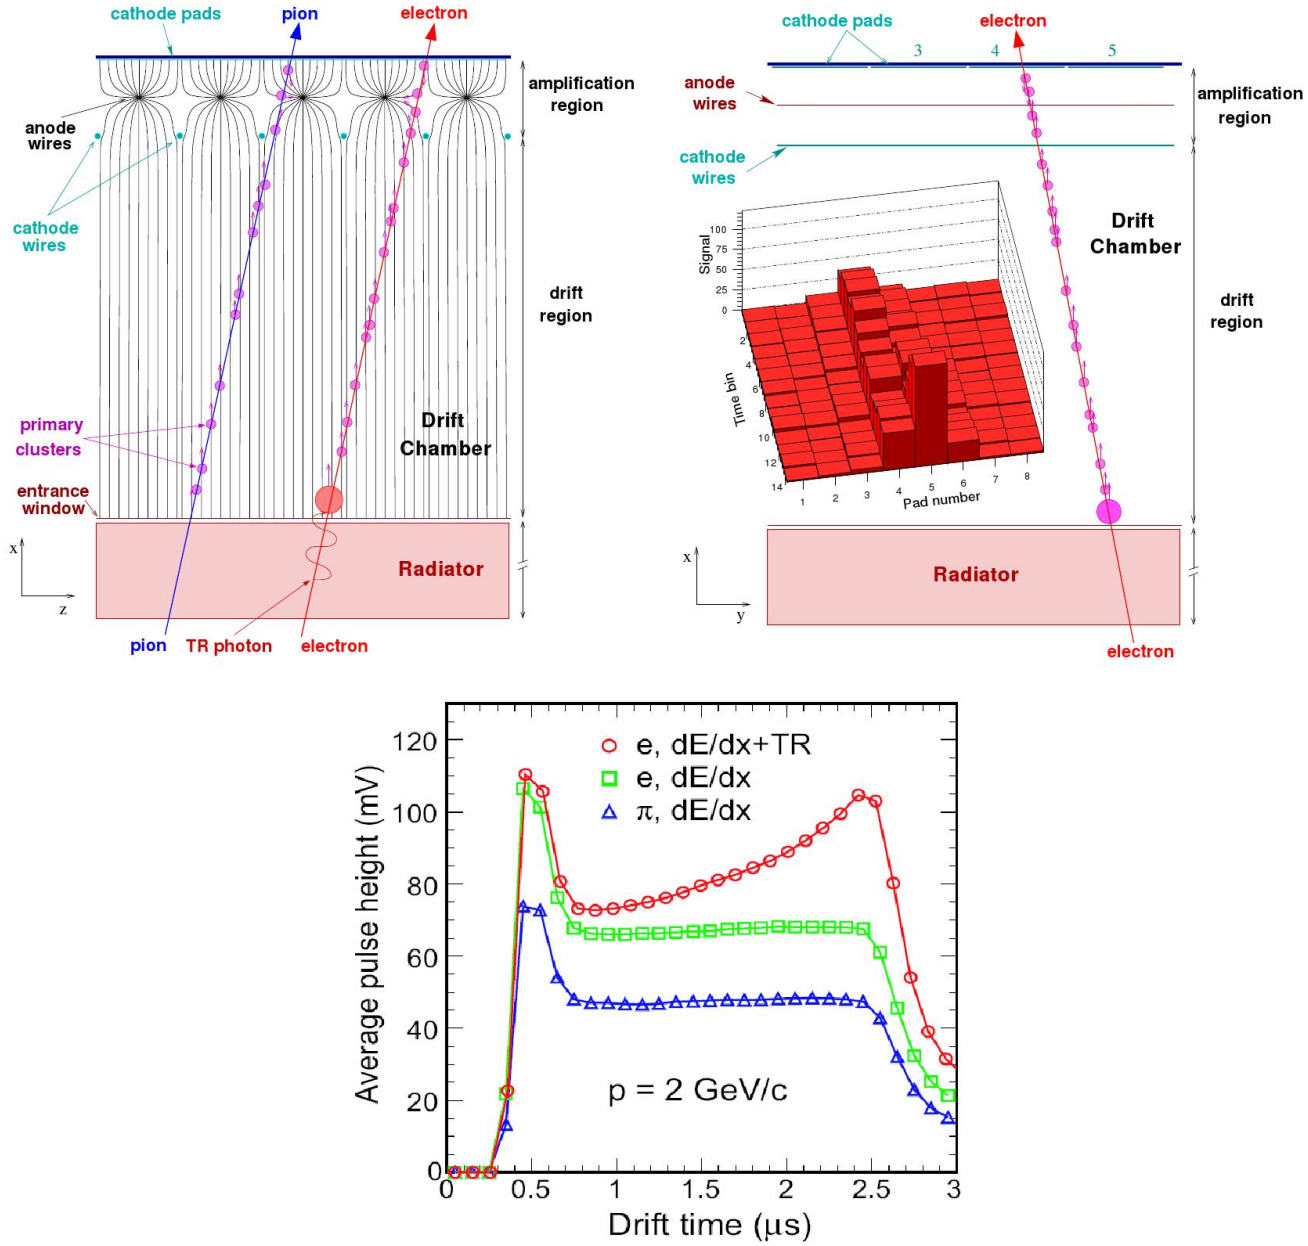 cathode pads
pion
electron
amplification
region
anode
wires
cathode
wires
drift
region
Drift
Chamber
primary
clusters
entrance
window
Radiator
x
z
pion
TR photon
electron
electron
cathode pads
3
4
5
anode
wires
amplification
region
cathode
wires
Drift
Chamber
drift
region
Signal
100
75
50
25
0
2
4
6
8
10
12
14
Time bin
1
2
3
4
5
6
7
8
Pad number
Radiator
x
y
electron
Average pulse height (mV)
120
100
80
60
40
20
0
e, dE/dx+TR
e, dE/dx
π, dE/dx
p = 2 GeV/c
0
0.5
1
1.5
2
2.5
3
Drift time (μs)